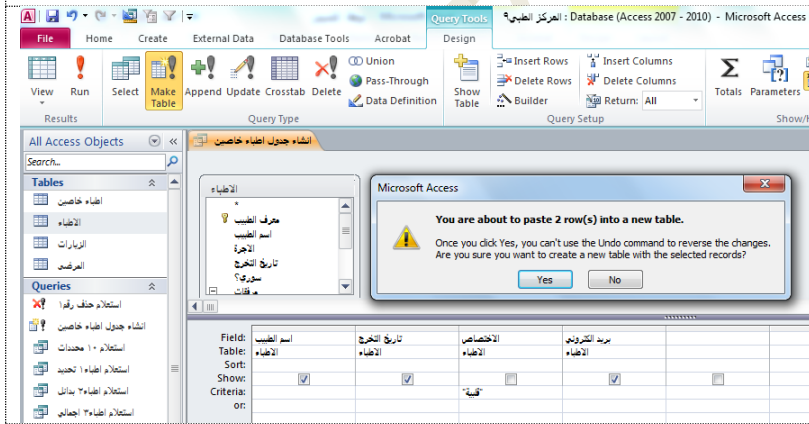 Query Tools
المركز الطبي٩ : Database (Access 2007 - 2010) - Microsoft Access
File Home Create External Data Database Tools Acrobat Design
View Run Select Make Table Append Update Crosstab Delete
Union
Pass-Through
Data Definition
Show Table
Insert Rows
Delete Rows
Builder
Insert Columns
Delete Columns
Return: All
Totals Parameters
Results Query Type Query Setup Show/H
All Access Objects
Search...
Tables
اطباء خاصين
الاطباء
الزيارات
المرضى
Queries
استعلام حذف رقم١
انشاء جدول اطباء خاصين
استعلام ١٠ محددات
استعلام اطباء١ تحديد
استعلام اطباء٢ بدائل
استعلام اطباء٣ اجمالي
انشاء جدول اطباء خاصين
الاطباء
*
معرف الطبيب
اسم الطبيب
الاجرة
تاريخ التخرج
سوري؟
مرفقات
Microsoft Access
You are about to paste 2 row(s) into a new table.
Once you click Yes, you can't use the Undo command to reverse the changes.
Are you sure you want to create a new table with the selected records?
Yes No
Field: اسم الطبيب تاريخ التخرج الاختصاص بريد الكتروني
Table: الاطباء الاطباء الاطباء الاطباء
Sort:
Show:
Criteria: "قلبية"
or: